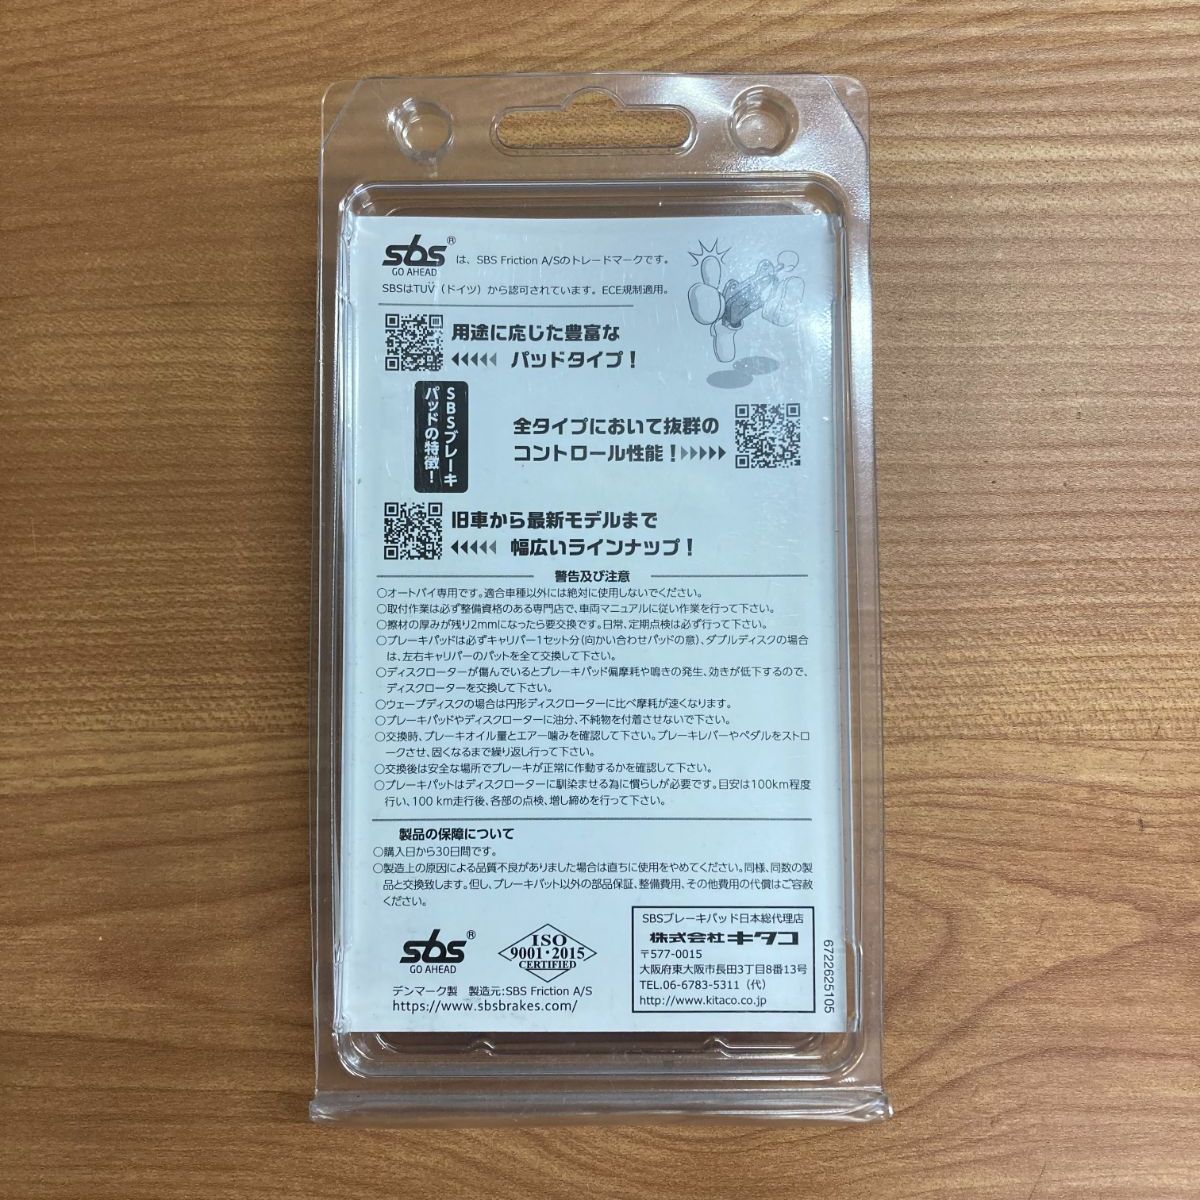 sbs®
GO AHEAD
は、SBS Friction A/Sのトレードマークです。
SBSはTUV（ドイツ）から認可されています。ECE規制適用。
用途に応じた豊富な
パッドタイプ！
SBSブレーキ
パッドの特徴！
全タイプにおいて抜群の
コントロール性能！
旧車から最新モデルまで
幅広いラインナップ！
警告及び注意
○オートバイ専用です。適合車種以外には絶対に使用しないでください。
○取付作業は必ず整備資格のある専門店で、車両マニュアルに従い作業を行って下さい。
○擦材の厚みが残り2mmになったら要交換です。日常、定期点検は必ず行って下さい。
○ブレーキパッドは必ずキャリパー1セット分（向かい合わせパッドの意）、ダブルディスクの場合
は、左右キャリパーのパットを全て交換して下さい。
○ディスクローターが傷んでいるとブレーキパッド偏摩耗や鳴きの発生、効きが低下するので、
ディスクローターを交換して下さい。
○ウェーブディスクの場合は円形ディスクローターに比べ摩耗が速くなります。
○ブレーキパッドやディスクローターに油分、不純物を付着させないで下さい。
○交換時、ブレーキオイル量とエアー噛みを確認して下さい。ブレーキレバーやペダルをストロ
ークさせ、固くなるまで繰り返し行って下さい。
○交換後は安全な場所でブレーキが正常に作動するかを確認して下さい。
○ブレーキパットはディスクローターに馴染ませる為に慣らしが必要です。目安は100km程度
行い、100 km走行後、各部の点検、増し締めを行って下さい。
製品の保障について
○購入日から30日間です。
○製造上の原因による品質不良がありました場合は直ちに使用をやめてください。同様、同数の製
品と交換致します。但し、ブレーキパット以外の部品保証、整備費用、その他費用の代償はご容赦
ください。
sbs®
GO AHEAD
ISO
9001・2015
CERTIFIED
デンマーク製　製造元：SBS Friction A/S
https://www.sbsbrakes.com/
SBSブレーキパッド日本総代理店
株式会社キタコ
〒577-0015
大阪府東大阪市長田3丁目8番13号
TEL.06-6783-5311（代）
http://www.kitaco.co.jp
6722625105